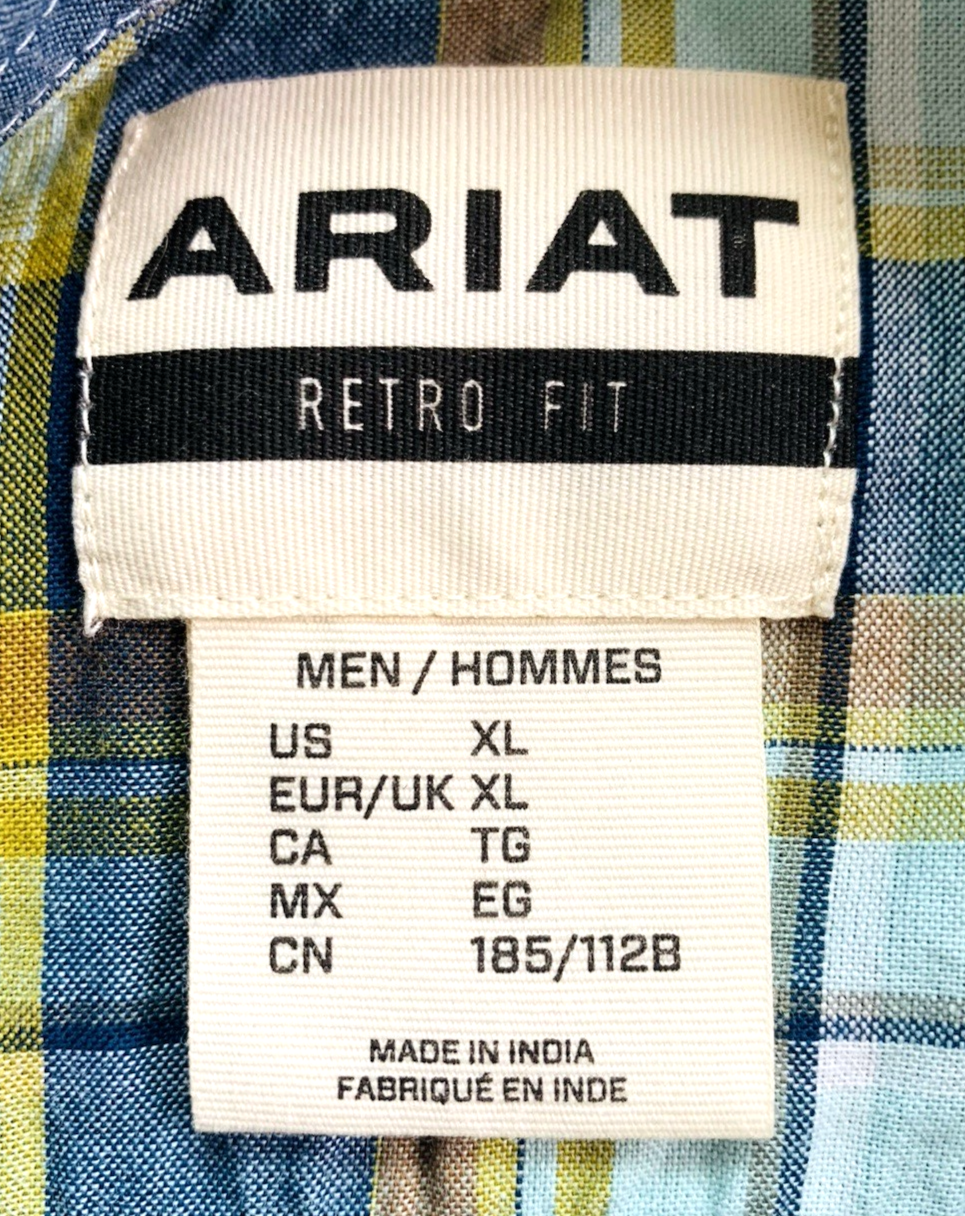 ARIAT
RETRO FIT
MEN / HOMMES
US XL
EUR/UK XL
CA TG
MX EG
CN 185/112B
MADE IN INDIA
FABRIQUÉ EN INDE